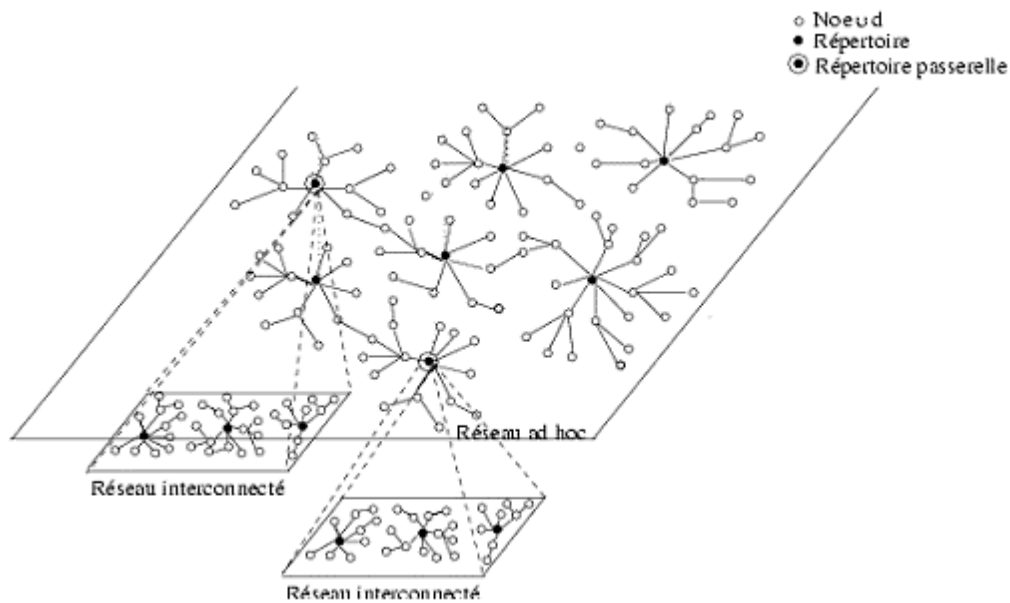 Noeud
Répertoire
Répertoire passerelle
Réseau ad hoc
Réseau interconnecté
Réseau interconnecté